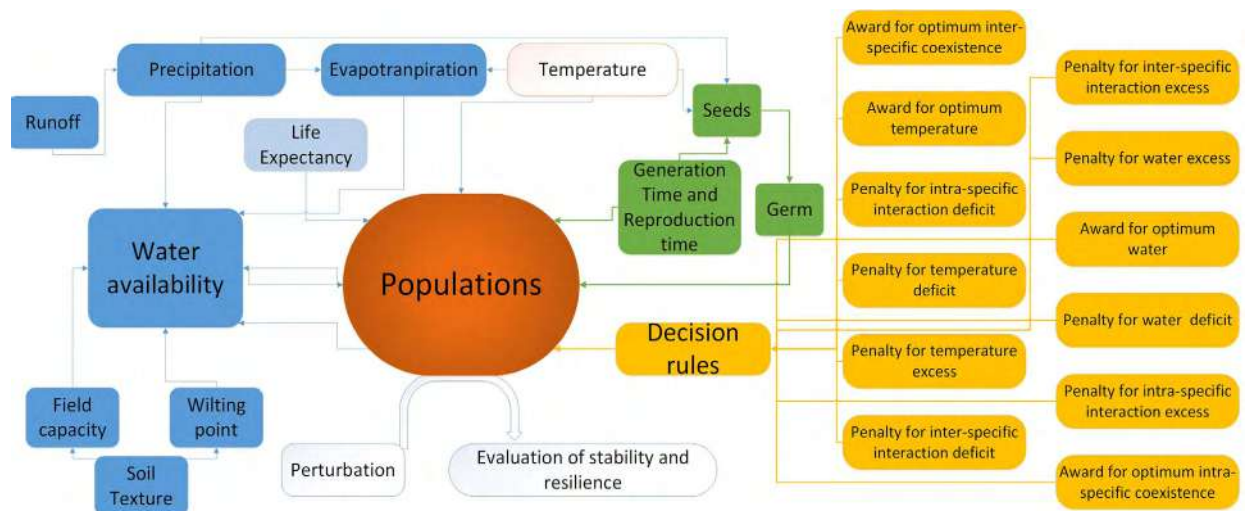 Award for optimum inter-
specific coexistence
Precipitation
Evapotranpiration
Temperature
Penalty for inter-specific
interaction excess
Runoff
Seeds
Award for optimum
temperature
Life
Expectancy
Penalty for water excess
Generation
Time and
Reproduction
time
Germ
Penalty for intra-specific
interaction deficit
Water
availability
Award for optimum
water
Populations
Penalty for temperature
deficit
Penalty for water deficit
Decision
rules
Penalty for temperature
excess
Field
capacity
Wilting
point
Penalty for intra-specific
interaction excess
Penalty for inter-specific
interaction deficit
Perturbation
Evaluation of stability and
resilience
Soil
Texture
Award for optimum intra-
specific coexistence